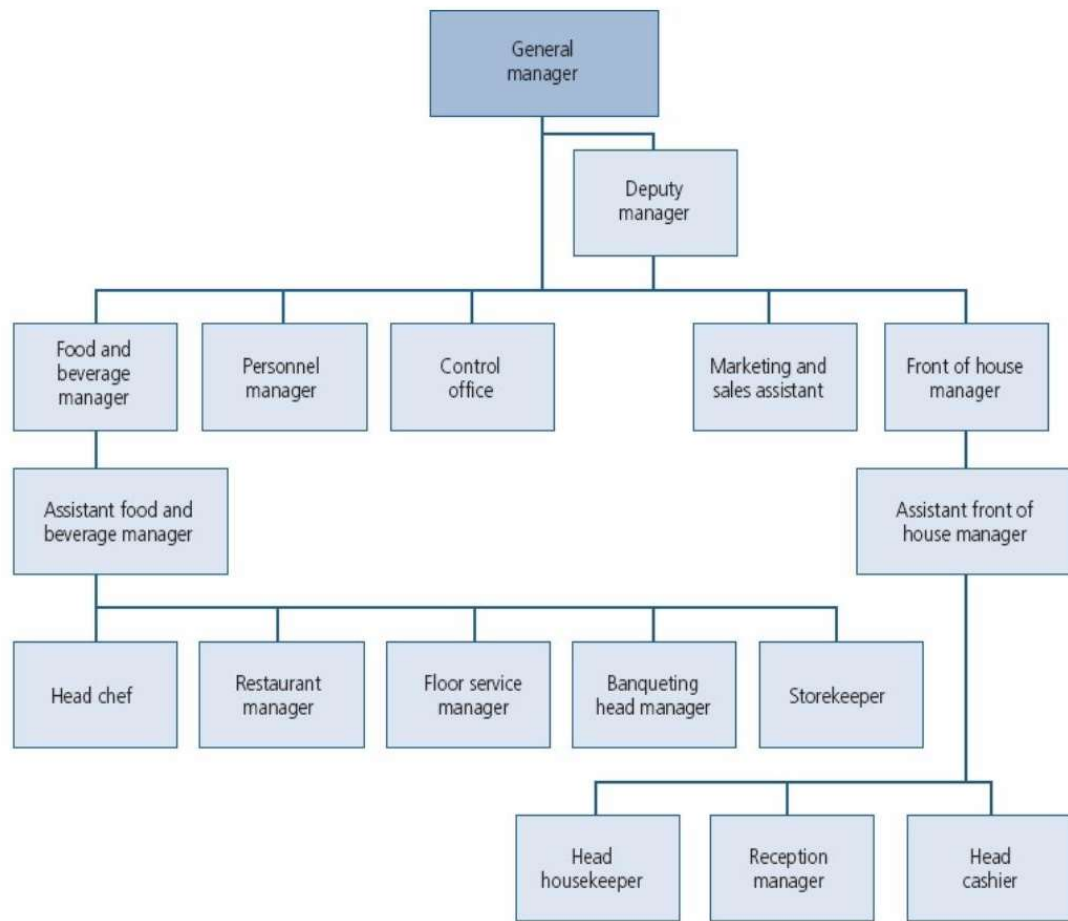 General
manager
Deputy
manager
Food and
beverage
manager
Personnel
manager
Control
office
Marketing and
sales assistant
Front of house
manager
Assistant food and
beverage manager
Assistant front of
house manager
Head chef
Restaurant
manager
Floor service
manager
Banqueting
head manager
Storekeeper
Head
housekeeper
Reception
manager
Head
cashier